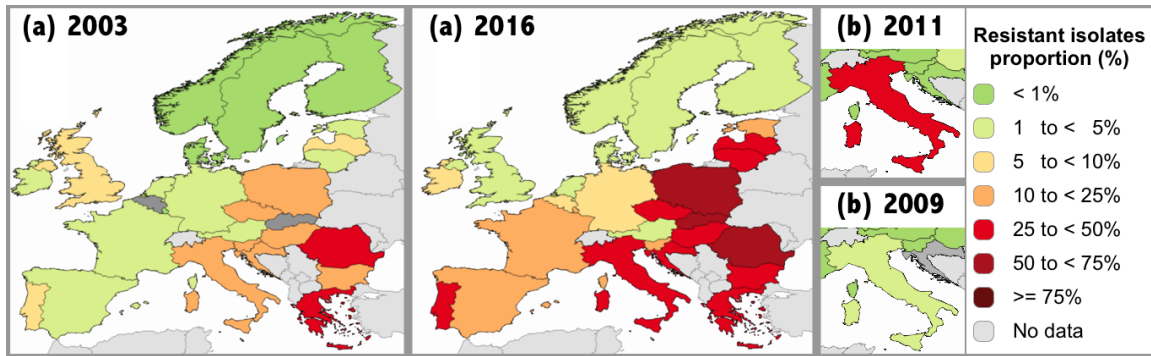 (a) 2003
(a) 2016
(b) 2011
(b) 2009
Resistant isolates
proportion (%)
< 1%
1 to < 5%
5 to < 10%
10 to < 25%
25 to < 50%
50 to < 75%
>= 75%
No data